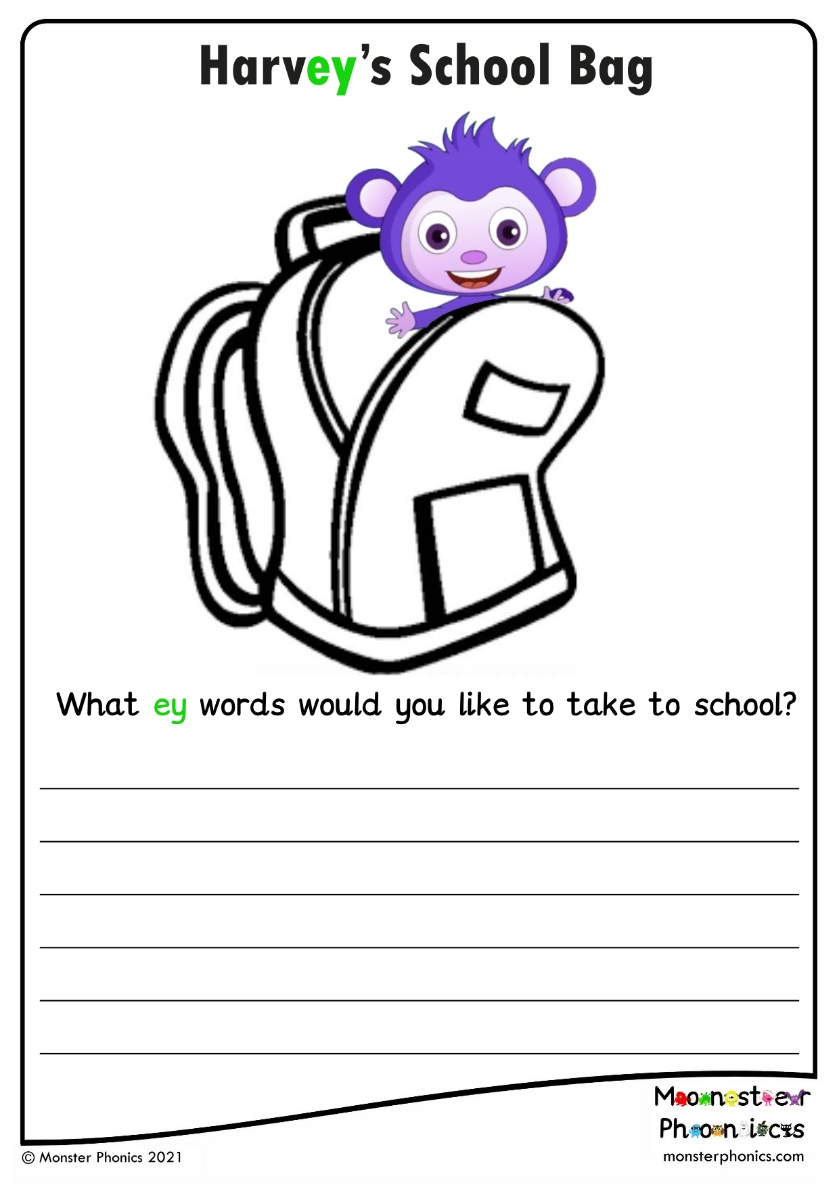 Harvey's School Bag
What ey words would you like to take to school?
Monster
Phonics
© Monster Phonics 2021
monsterphonics.com